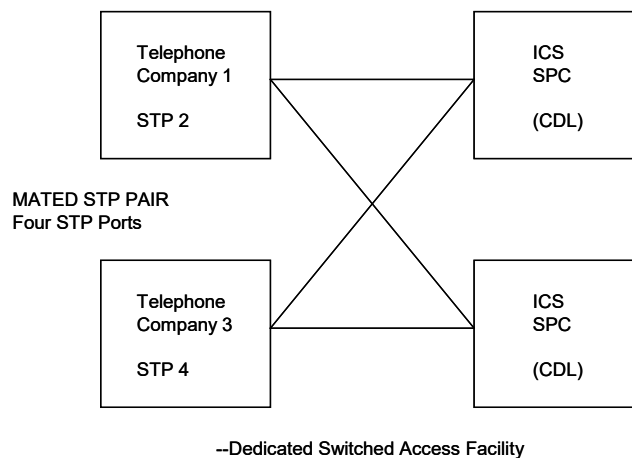 Telephone
Company 1
STP 2
ICS
SPC
(CDL)
MATED STP PAIR
Four STP Ports
Telephone
Company 3
STP 4
ICS
SPC
(CDL)
--Dedicated Switched Access Facility